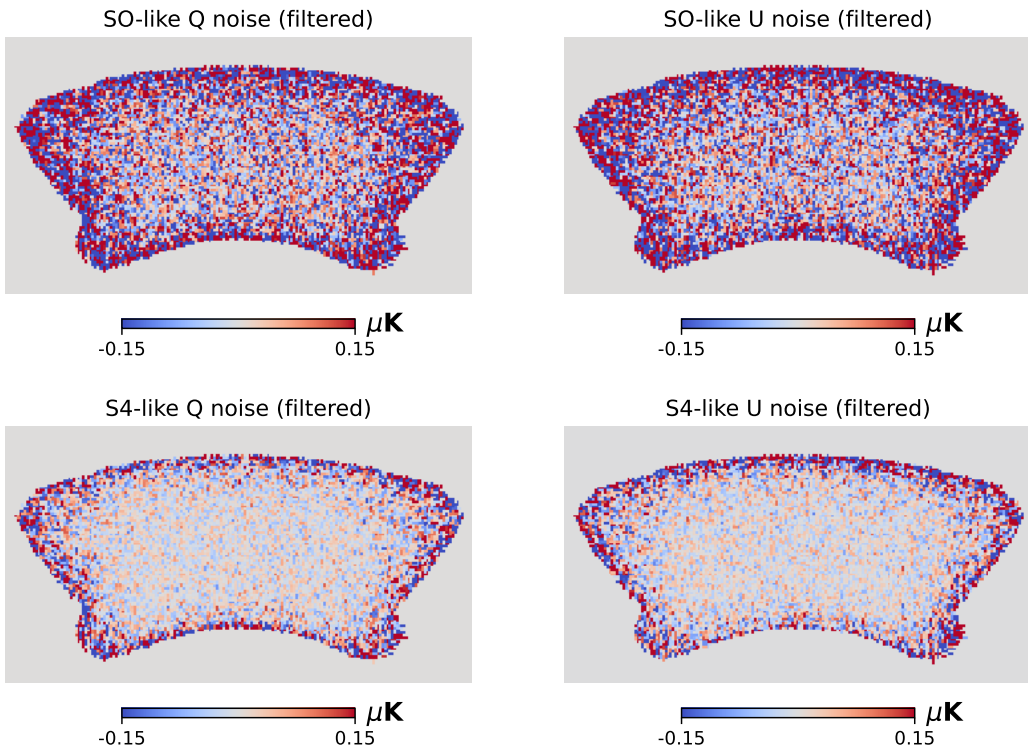 SO-like Q noise (filtered)
SO-like U noise (filtered)
-0.15 0.15 μK
-0.15 0.15 μK
S4-like Q noise (filtered)
S4-like U noise (filtered)
-0.15 0.15 μK
-0.15 0.15 μK